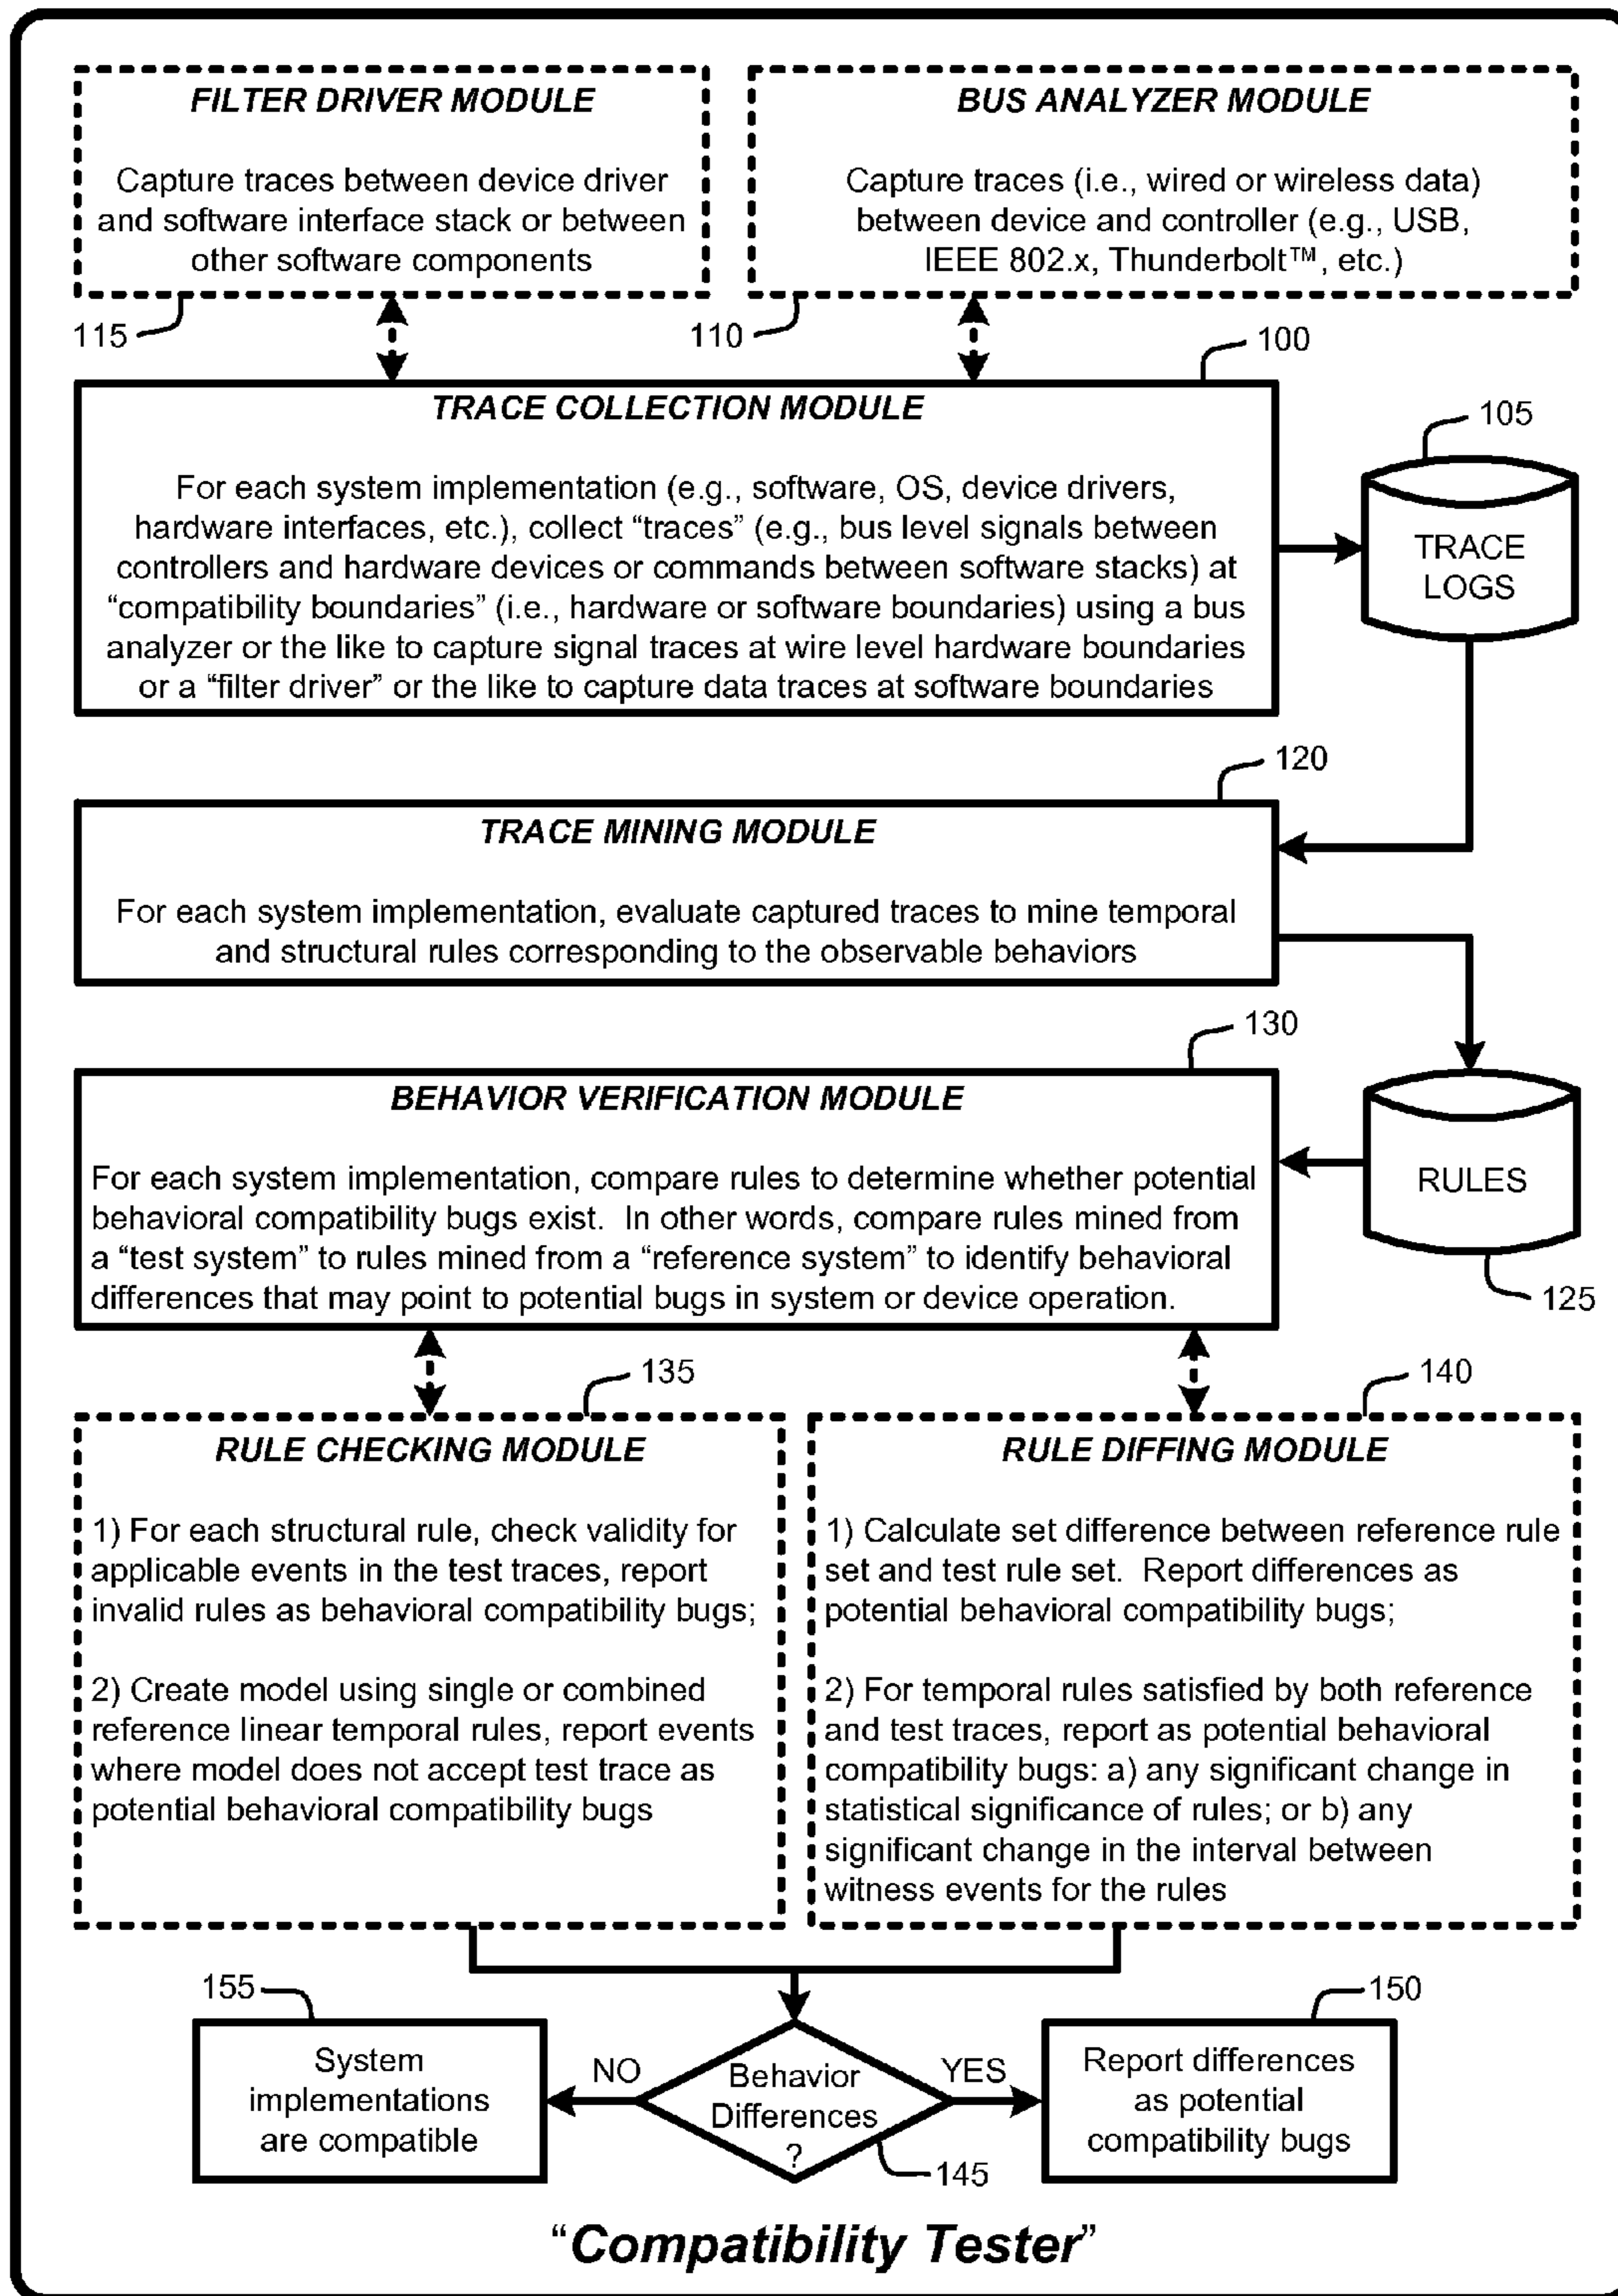 FILTER DRIVER MODULE
Capture traces between device driver
and software interface stack or between
other software components
BUS ANALYZER MODULE
Capture traces (i.e., wired or wireless data)
between device and controller (e.g., USB,
IEEE 802.x, Thunderbolt™, etc.)
115
110
100
TRACE COLLECTION MODULE
For each system implementation (e.g., software, OS, device drivers,
hardware interfaces, etc.), collect “traces” (e.g., bus level signals between
controllers and hardware devices or commands between software stacks) at
“compatibility boundaries” (i.e., hardware or software boundaries) using a bus
analyzer or the like to capture signal traces at wire level hardware boundaries
or a “filter driver” or the like to capture data traces at software boundaries
105
TRACE
LOGS
120
TRACE MINING MODULE
For each system implementation, evaluate captured traces to mine temporal
and structural rules corresponding to the observable behaviors
130
BEHAVIOR VERIFICATION MODULE
For each system implementation, compare rules to determine whether potential
behavioral compatibility bugs exist.  In other words, compare rules mined from
a “test system” to rules mined from a “reference system” to identify behavioral
differences that may point to potential bugs in system or device operation.
RULES
125
135
140
RULE CHECKING MODULE
1) For each structural rule, check validity for
applicable events in the test traces, report
invalid rules as behavioral compatibility bugs;
2) Create model using single or combined
reference linear temporal rules, report events
where model does not accept test trace as
potential behavioral compatibility bugs
RULE DIFFING MODULE
1) Calculate set difference between reference rule
set and test rule set.  Report differences as
potential behavioral compatibility bugs;
2) For temporal rules satisfied by both reference
and test traces, report as potential behavioral
compatibility bugs: a) any significant change in
statistical significance of rules; or b) any
significant change in the interval between
witness events for the rules
155
150
System
implementations
are compatible
NO
Behavior
Differences
?
YES
145
Report differences
as potential
compatibility bugs
“Compatibility Tester”